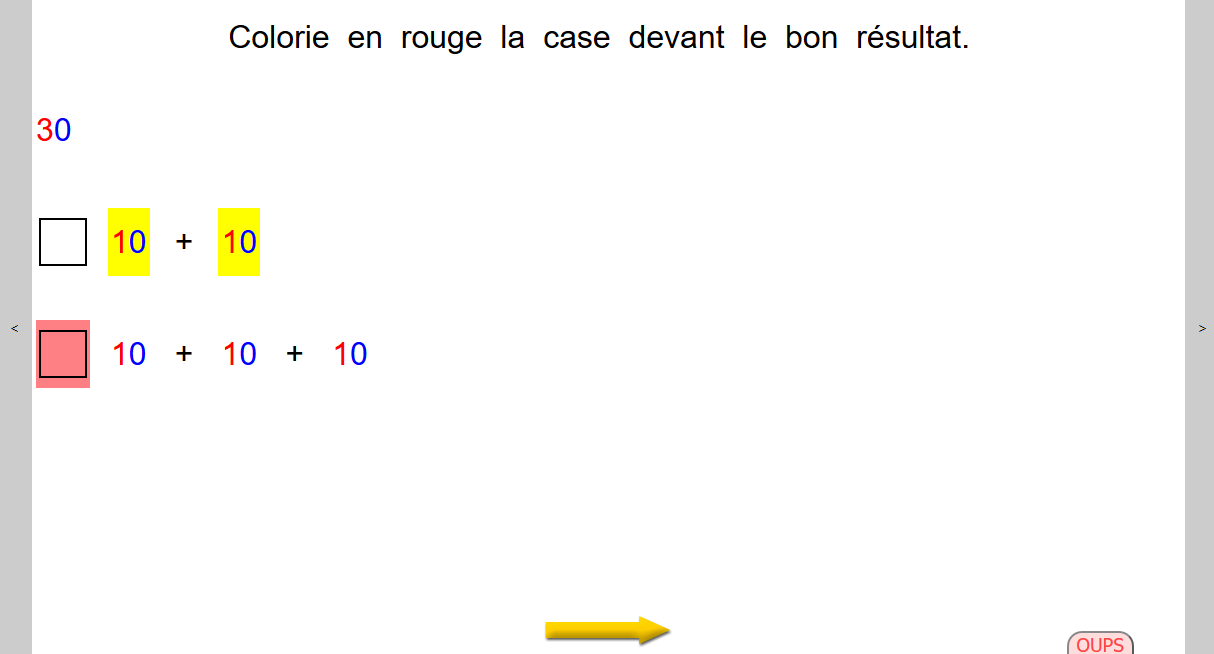 Colorie en rouge la case devant le bon résultat.
30
10 + 10
< >
10 + 10 + 10
OUPS